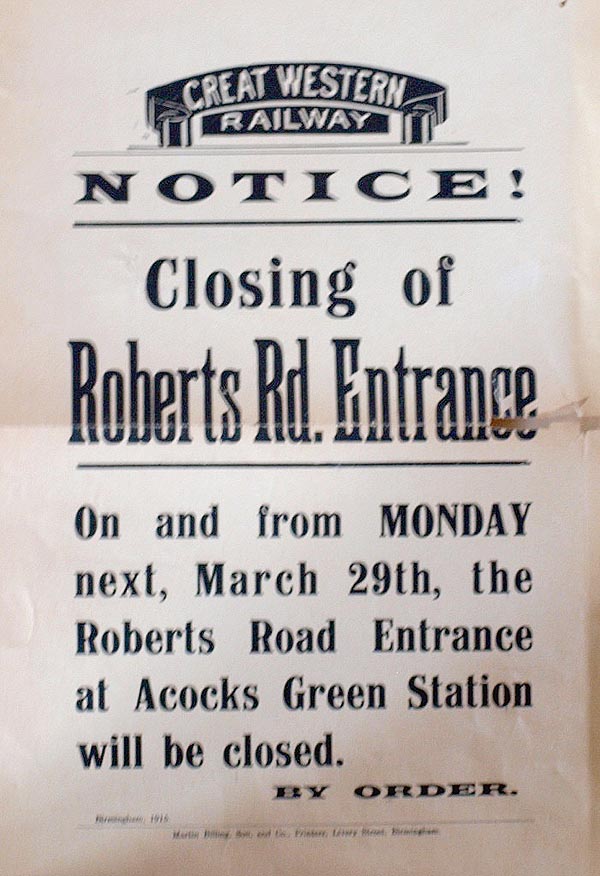 GREAT WESTERN
RAILWAY
NOTICE!
Closing of
Roberts Rd. Entrance
On and from MONDAY
next, March 29th, the
Roberts Road Entrance
at Acocks Green Station
will be closed.
BY ORDER.
Birmingham, 1915.
Martin Billing, Son, and Co., Printers, Livery Street, Birmingham.